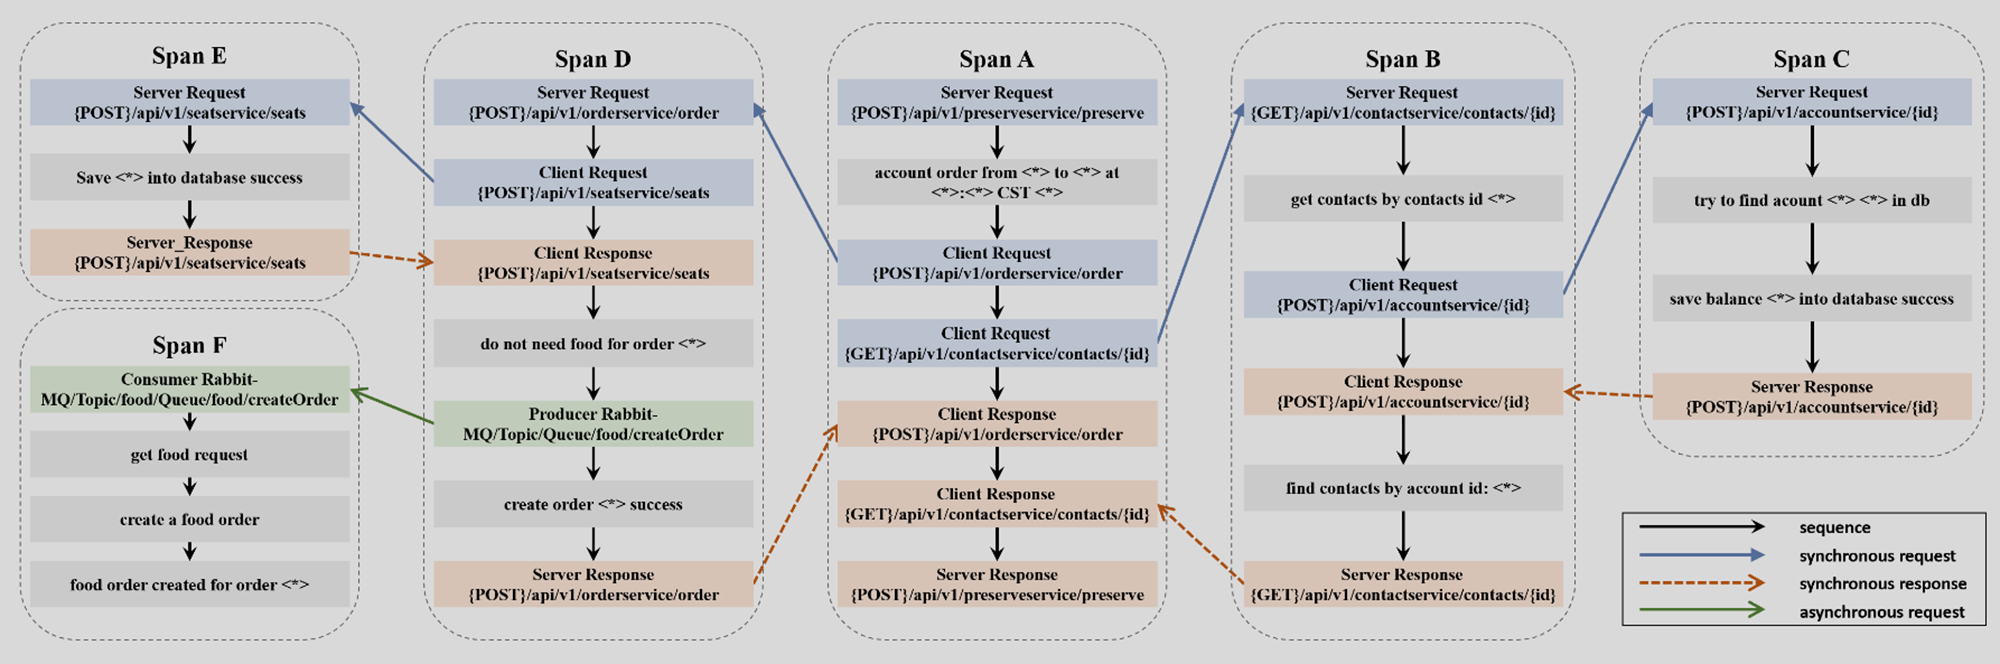 Span E
Server Request
{POST}/api/v1/seatservice/seats
Save <*> into database success
Server_Response
{POST}/api/v1/seatservice/seats
Span F
Consumer Rabbit-
MQ/Topic/food/Queue/food/createOrder
get food request
create a food order
food order created for order <*>
Span D
Server Request
{POST}/api/v1/orderservice/order
Client Request
{POST}/api/v1/seatservice/seats
Client Response
{POST}/api/v1/seatservice/seats
do not need food for order <*>
Producer Rabbit-
MQ/Topic/Queue/food/createOrder
create order <*> success
Server Response
{POST}/api/v1/orderservice/order
Span A
Server Request
{POST}/api/v1/preserveservice/preserve
account order from <*> to <*> at
<*>:<*> CST <*>
Client Request
{POST}/api/v1/orderservice/order
Client Request
{GET}/api/v1/contactservice/contacts/{id}
Client Response
{POST}/api/v1/orderservice/order
Client Response
{GET}/api/v1/contactservice/contacts/{id}
Server Response
{POST}/api/v1/preserveservice/preserve
Span B
Server Request
{GET}/api/v1/contactservice/contacts/{id}
get contacts by contacts id <*>
Client Request
{POST}/api/v1/accountservice/{id}
Client Response
{POST}/api/v1/accountservice/{id}
find contacts by account id: <*>
Server Response
{GET}/api/v1/contactservice/contacts/{id}
Span C
Server Request
{POST}/api/v1/accountservice/{id}
try to find acount <*> <*> in db
save balance <*> into database success
Server Response
{POST}/api/v1/accountservice/{id}
sequence
synchronous request
synchronous response
asynchronous request